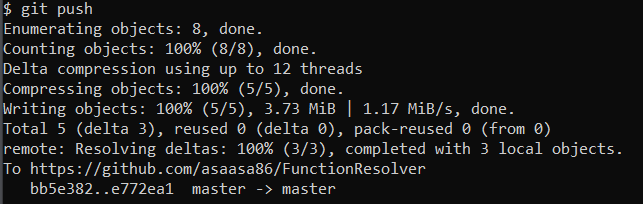 $ git push
Enumerating objects: 8, done.
Counting objects: 100% (8/8), done.
Delta compression using up to 12 threads
Compressing objects: 100% (5/5), done.
Writing objects: 100% (5/5), 3.73 MiB | 1.17 MiB/s, done.
Total 5 (delta 3), reused 0 (delta 0), pack-reused 0 (from 0)
remote: Resolving deltas: 100% (3/3), completed with 3 local objects.
To https://github.com/asaasa86/FunctionResolver
   bb5e382..e772ea1  master -> master